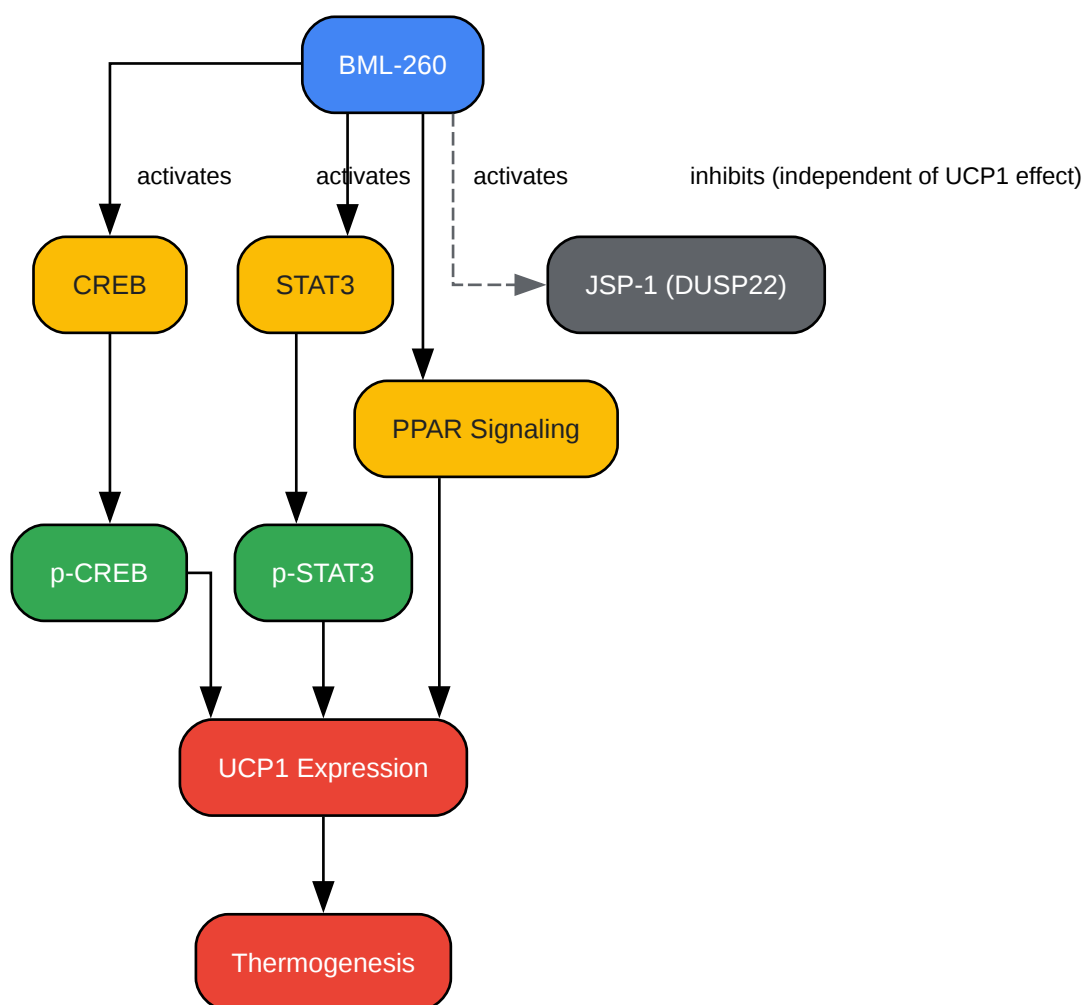 BML-260
activates
activates
activates
inhibits (independent of UCP1 effect)
CREB
STAT3
JSP-1 (DUSP22)
PPAR Signaling
p-CREB
p-STAT3
UCP1 Expression
Thermogenesis